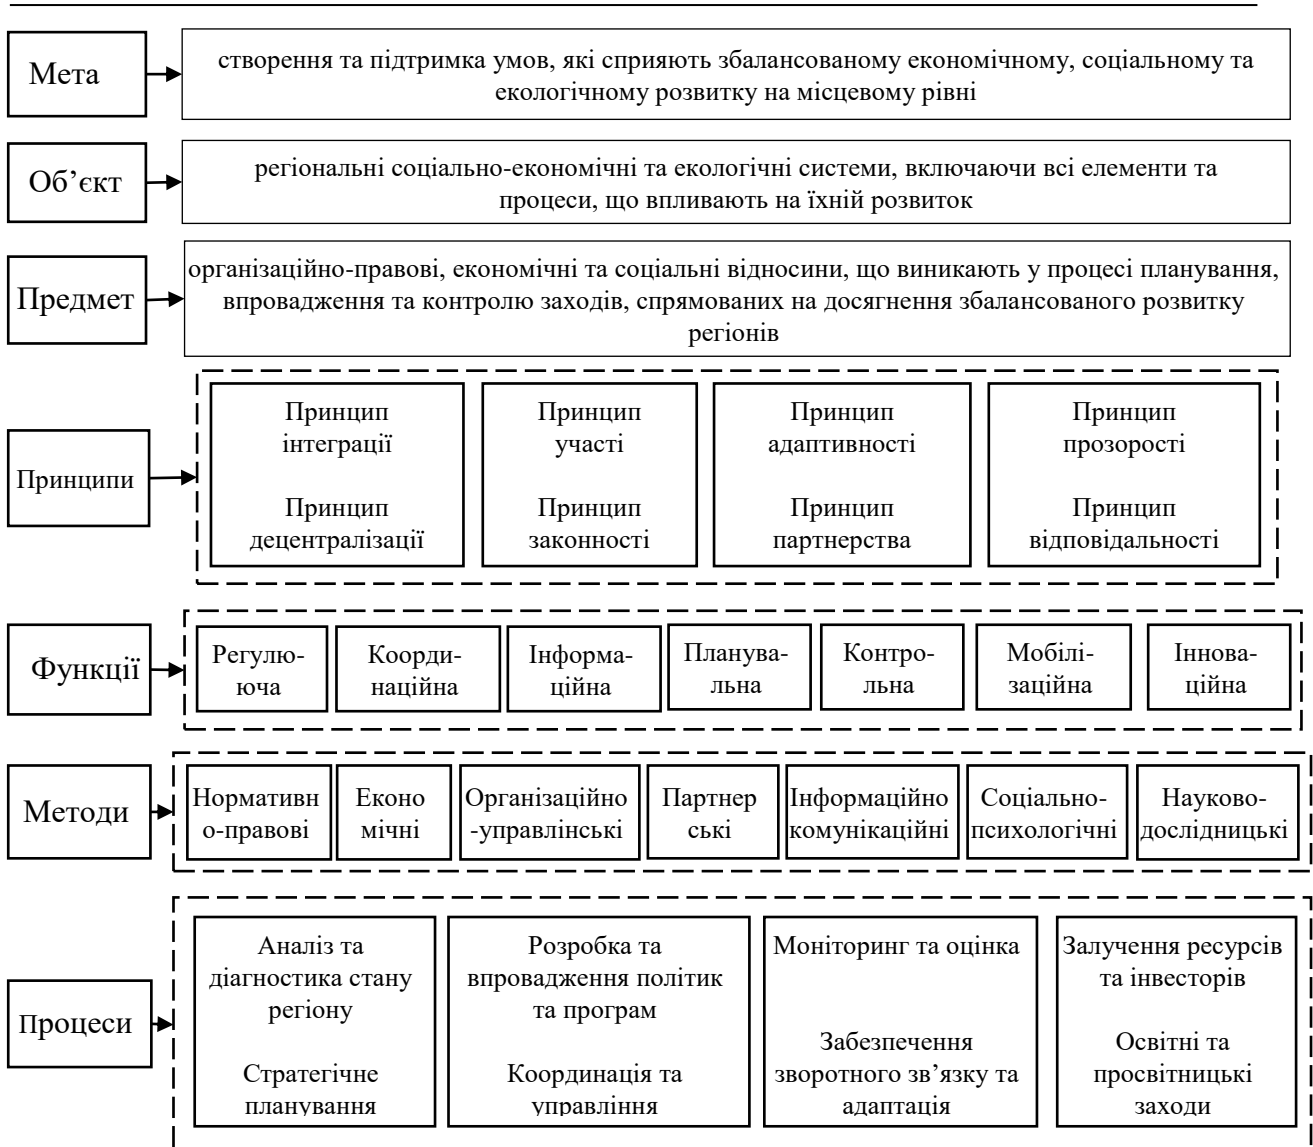 Мета
створення та підтримка умов, які сприяють збалансованому економічному, соціальному та
екологічному розвитку на місцевому рівні
Об’єкт
регіональні соціально-економічні та екологічні системи, включаючи всі елементи та
процеси, що впливають на їхній розвиток
Предмет
організаційно-правові, економічні та соціальні відносини, що виникають у процесі планування,
впровадження та контролю заходів, спрямованих на досягнення збалансованого розвитку
регіонів
Принципи
Принцип
інтеграції
Принцип
децентралізації
Принцип
участі
Принцип
законності
Принцип
адаптивності
Принцип
партнерства
Принцип
прозорості
Принцип
відповідальності
Функції
Регулю-
юча
Коорди-
наційна
Інформа-
ційна
Планува-
льна
Контро-
льна
Мобілі-
заційна
Іннова-
ційна
Методи
Нормативн
о-правові
Еконо
мічні
Організаційно
-управлінські
Партнер
ські
Інформаційно
комунікаційні
Соціально-
психологічні
Науково-
дослідницькі
Процеси
Аналіз та
діагностика стану
регіону
Стратегічне
планування
Розробка та
впровадження політик
та програм
Координація та
управління
Моніторинг та оцінка
Забезпечення
зворотного зв’язку та
адаптація
Залучення ресурсів
та інвесторів
Освітні та
просвітницькі
заходи